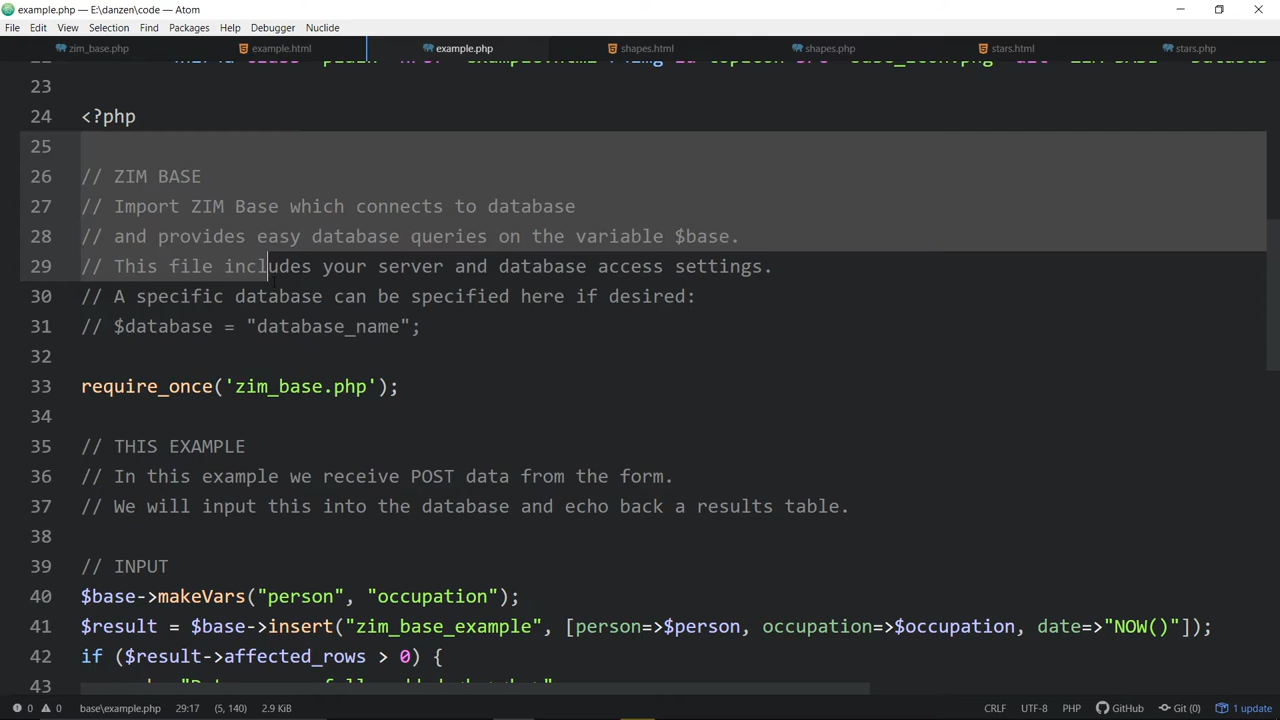 example.php — E:\danzen\code — Atom
File Edit View Selection Find Packages Help Debugger Nuclide
zim_base.php example.html example.php shapes.html shapes.php stars.html stars.php
23
24 <?php
25
26 // ZIM BASE
27 // Import ZIM Base which connects to database
28 // and provides easy database queries on the variable $base.
29 // This file includes your server and database access settings.
30 // A specific database can be specified here if desired:
31 // $database = "database_name";
32
33 require_once('zim_base.php');
34
35 // THIS EXAMPLE
36 // In this example we receive POST data from the form.
37 // We will input this into the database and echo back a results table.
38
39 // INPUT
40 $base->makeVars("person", "occupation");
41 $result = $base->insert("zim_base_example", [person=>$person, occupation=>$occupation, date=>"NOW()"]);
42 if ($result->affected_rows > 0) {
43
0 0 base\example.php 29:17 (5, 140) 2.9 KiB CRLF UTF-8 PHP GitHub Git (0) 1 update